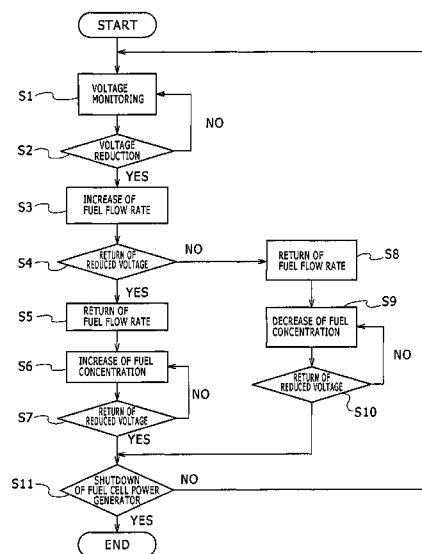 START
S1
VOLTAGE
MONITORING
NO
S2
VOLTAGE
REDUCTION
YES
S3
INCREASE OF
FUEL FLOW RATE
S4
RETURN OF
REDUCED VOLTAGE
NO
YES
RETURN OF
FUEL FLOW RATE
S8
S5
RETURN OF
FUEL FLOW RATE
S9
DECREASE OF FUEL
CONCENTRATION
NO
S6
INCREASE OF FUEL
CONCENTRATION
NO
RETURN OF
REDUCED VOLTAGE
S10
S7
RETURN OF
REDUCED VOLTAGE
YES
S11
SHUTDOWN
OF FUEL CELL POWER
GENERATOR
NO
YES
END